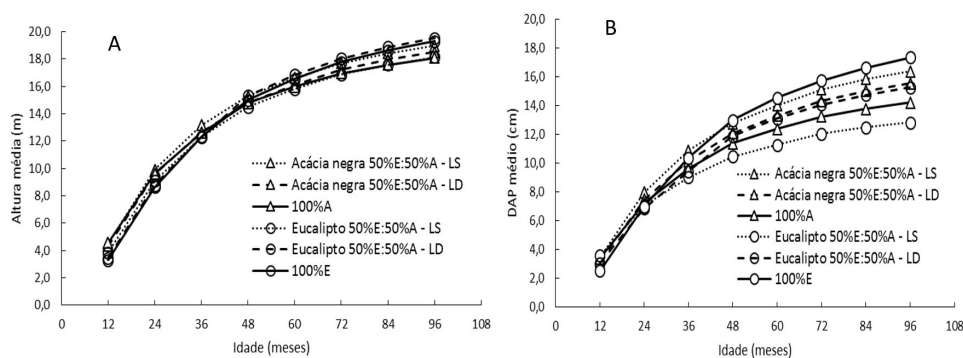 A
Altura média (m)
20,0
18,0
16,0
14,0
12,0
10,0
8,0
6,0
4,0
2,0
0,0
Acácia negra 50%E:50%A - LS
Acácia negra 50%E:50%A - LD
100%A
Eucalipto 50%E:50%A - LS
Eucalipto 50%E:50%A - LD
100%E
0 12 24 36 48 60 72 84 96 108
Idade (meses)
B
DAP médio (cm)
20,0
18,0
16,0
14,0
12,0
10,0
8,0
6,0
4,0
2,0
0,0
Acácia negra 50%E:50%A - LS
Acácia negra 50%E:50%A - LD
100%A
Eucalipto 50%E:50%A - LS
Eucalipto 50%E:50%A - LD
100%E
0 12 24 36 48 60 72 84 96 108
Idade (meses)